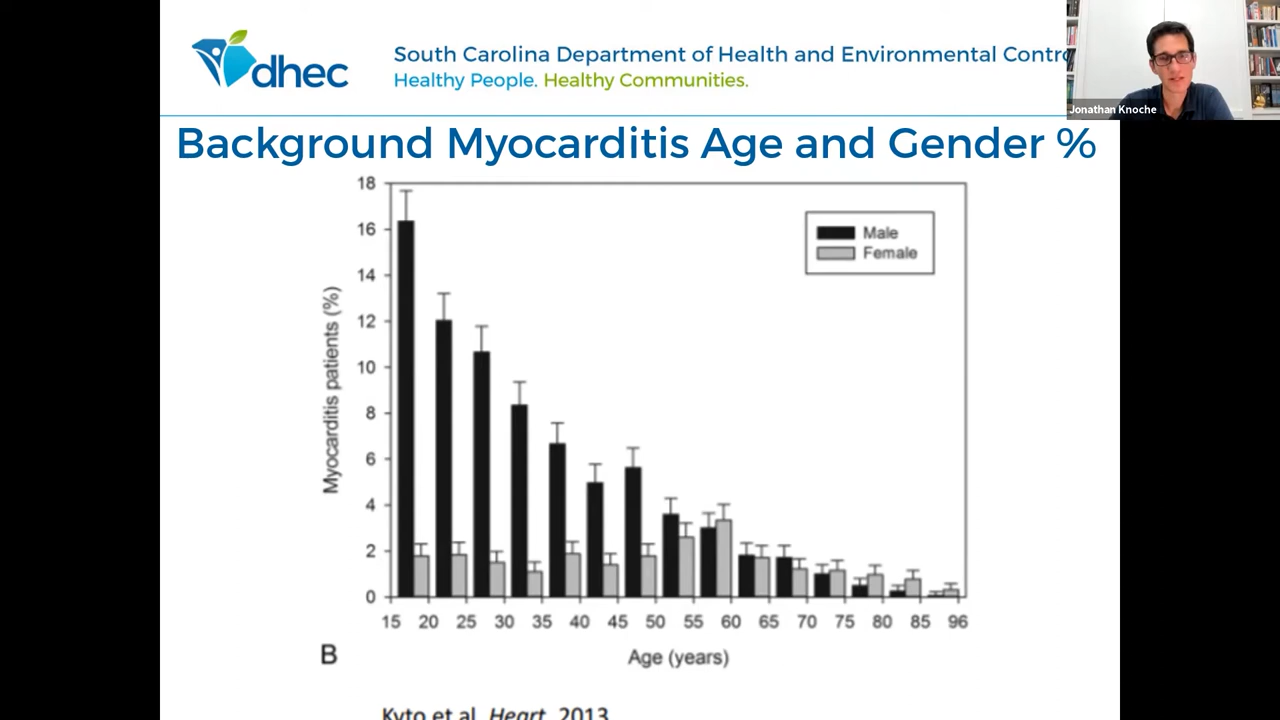 dhec
South Carolina Department of Health and Environmental Contro
Healthy People. Healthy Communities.
Jonathan Knoche
Background Myocarditis Age and Gender %
Male
Female
Myocarditis patients (%)
18
16
14
12
10
8
6
4
2
0
15 20 25 30 35 40 45 50 55 60 65 70 75 80 85 96
B
Age (years)
Kyto et al. Heart. 2013